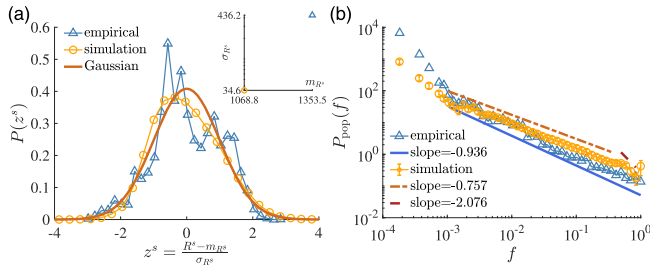 (a)
empirical
simulation
Gaussian
P(z^s)
0.6
0.5
0.4
0.3
0.2
0.1
0
-4
-2
0
2
4
z^s = \frac{R^s - m_{R^s}}{\sigma_{R^s}}
436.2
σ_{R^s}
34.6
m_{R^s}
1068.8
1353.5
(b)
P_pop(f)
10^4
10^2
10^0
10^-2
empirical
slope=-0.936
simulation
slope=-0.757
slope=-2.076
10^-4
10^-3
10^-2
10^-1
10^0
f